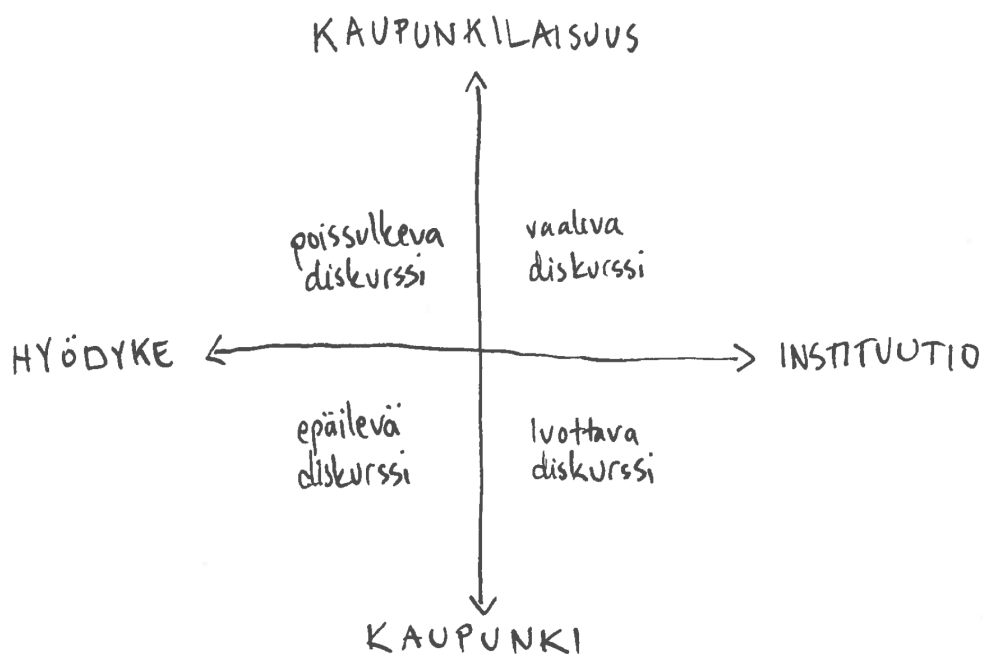 KAUPUNKILAISUUS
poissulkeva
diskurssi
vaaliva
diskurssi
HYÖDYKE
INSTITUUTIO
epäilevä
diskurssi
luottava
diskurssi
KAUPUNKI